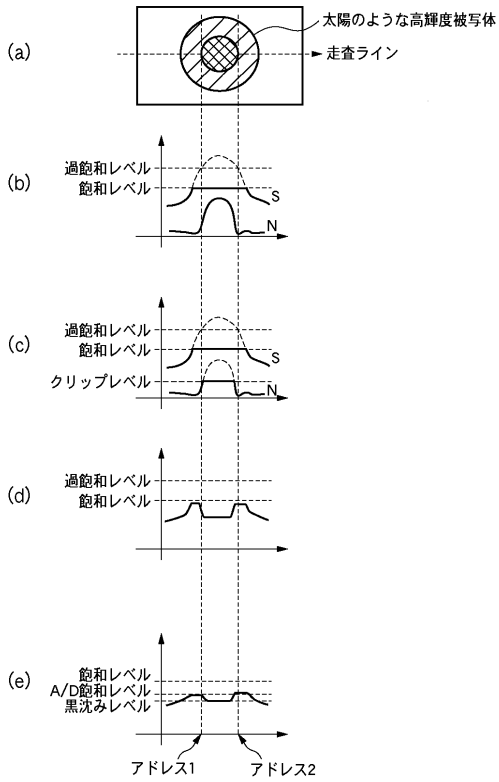 (a)
太陽のような高輝度被写体
走査ライン
(b)
過飽和レベル
飽和レベル
S
N
(c)
過飽和レベル
飽和レベル
S
クリップレベル
N
(d)
過飽和レベル
飽和レベル
(e)
飽和レベル
A/D飽和レベル
黒沈みレベル
アドレス1
アドレス2